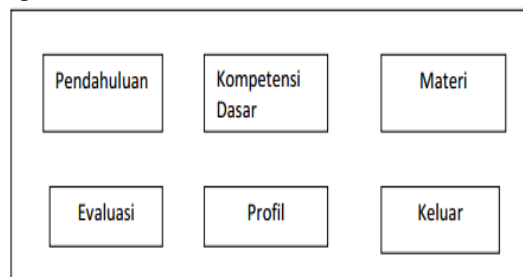 Pendahuluan
Kompetensi
Dasar
Materi
Evaluasi
Profil
Keluar